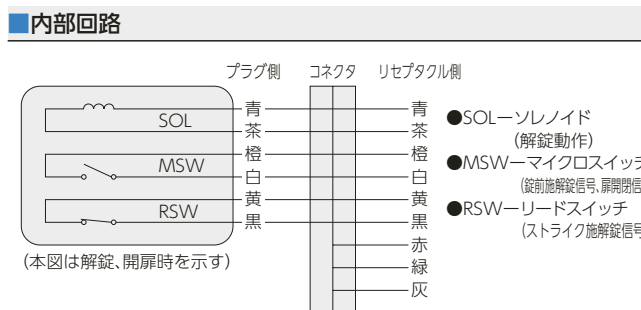 ■内部回路
プラグ側 コネクタ リセプタクル側
青 青
SOL
茶 茶
橙 橙
MSW
白 白
黄 黄
RSW
黒 黒
赤
緑
灰
(本図は解錠、開扉時を示す)
●SOLーソレノイド
(解錠動作)
●MSWーマイクロスイッチ
(錠前施解錠信号、扉開閉信
●RSWーリードスイッチ
(ストライク施解錠信号